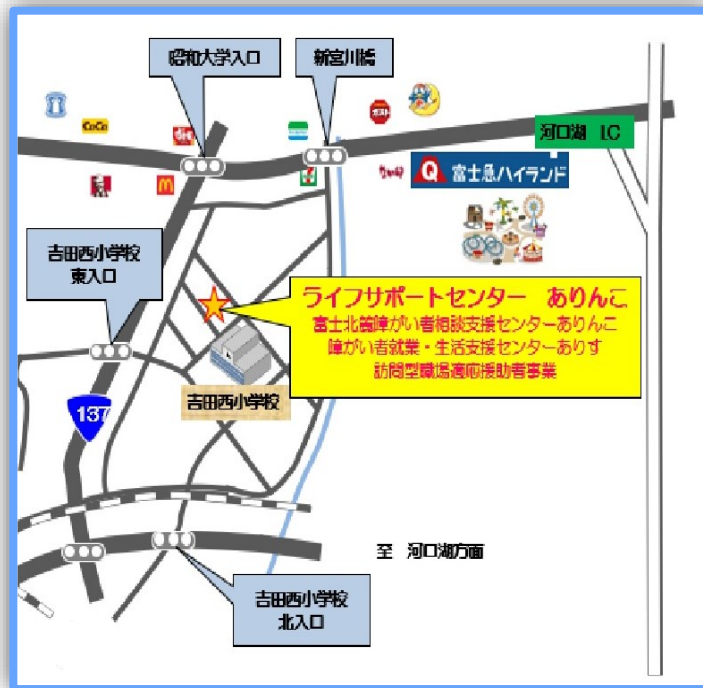 昭和大学入口
新宮川橋
CoCo
ガスト
河口湖 I.C
Q 富士急ハイランド
吉田西小学校
東入口
ライフサポートセンター ありんこ
富士北麓障がい者相談支援センターありんこ
障がい者就業・生活支援センターありす
訪問型職場適応援助者事業
吉田西小学校
137
至 河口湖方面
吉田西小学校
北入口